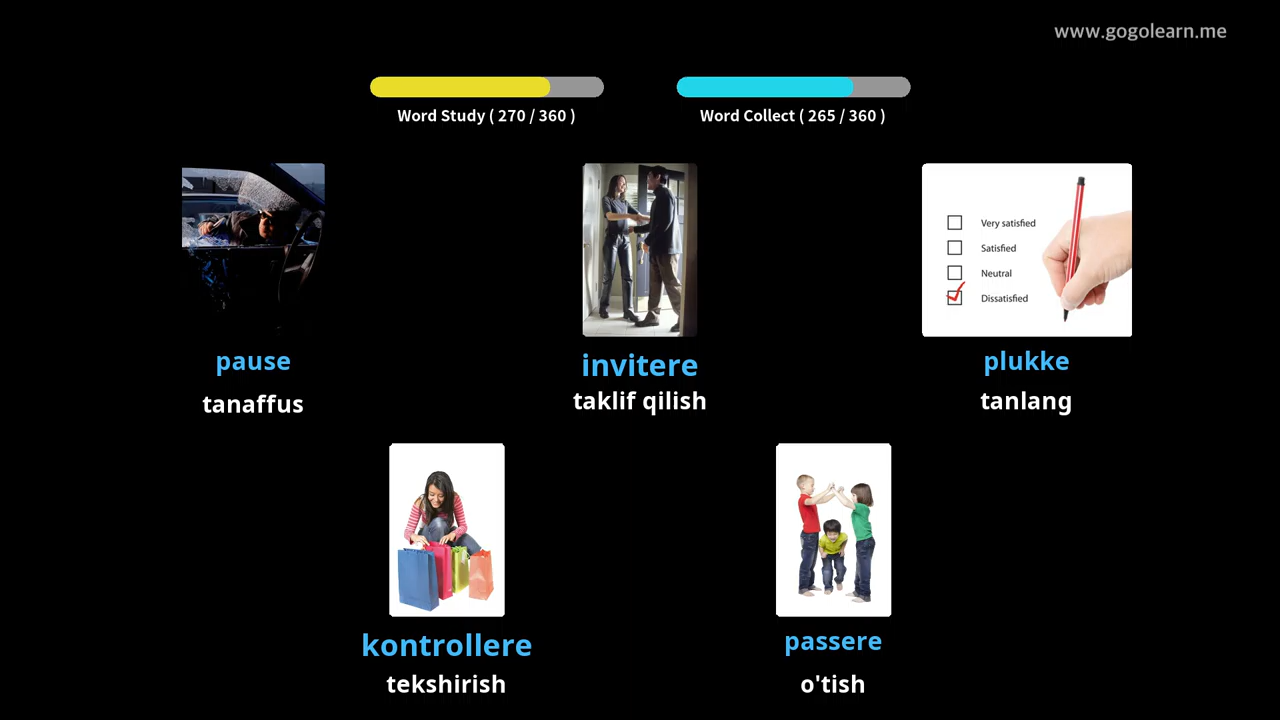 www.gogolearn.me
Word Study ( 270 / 360 )
Word Collect ( 265 / 360 )
Very satisfied
Satisfied
Neutral
Dissatisfied
pause
invitere
plukke
tanaffus
taklif qilish
tanlang
kontrollere
passere
tekshirish
o'tish